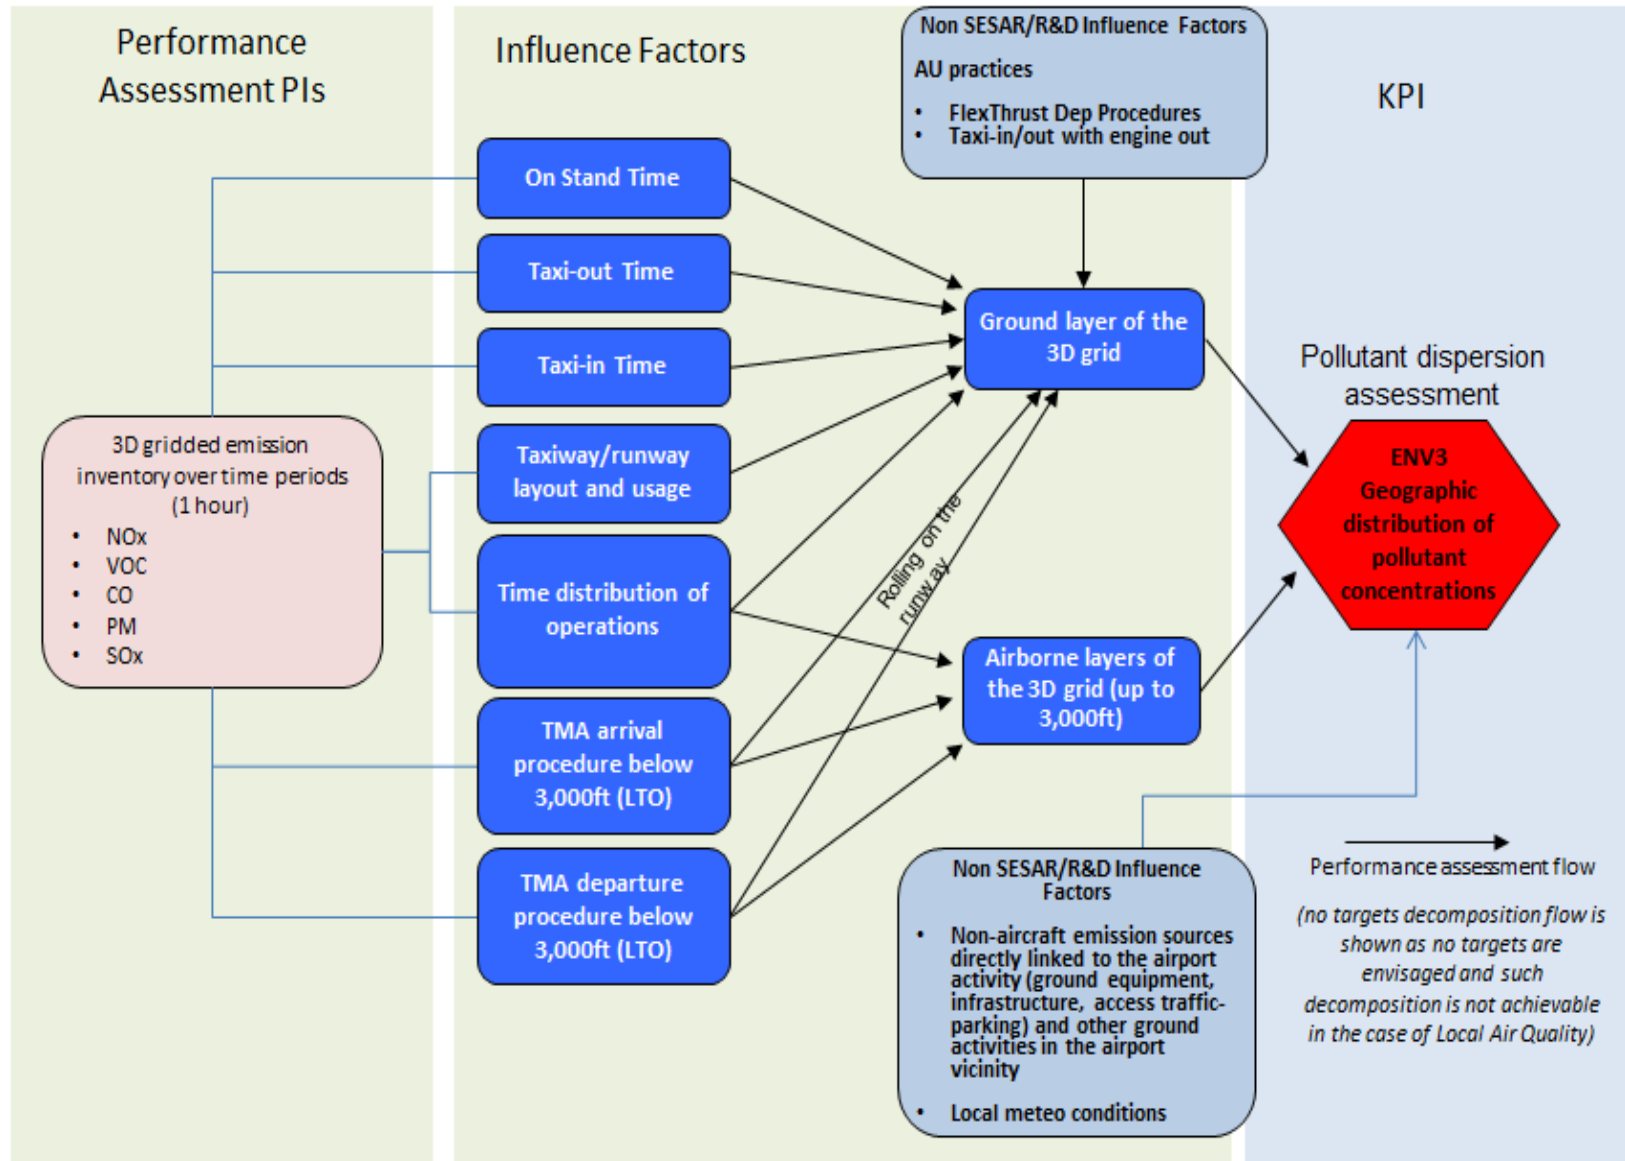 Performance
Assessment PIs
Influence Factors
KPI
Non SESAR/R&D Influence Factors
AU practices
• FlexThrust Dep Procedures
• Taxi-in/out with engine out
On Stand Time
Taxi-out Time
Taxi-in Time
Taxiway/runway
layout and usage
Time distribution of
operations
TMA arrival
procedure below
3,000ft (LTO)
TMA departure
procedure below
3,000ft (LTO)
3D gridded emission
inventory over time periods
(1 hour)
• NOx
• VOC
• CO
• PM
• SOx
Ground layer of the
3D grid
Rolling on the
runway
Airborne layers of
the 3D grid (up to
3,000ft)
Pollutant dispersion
assessment
ENV3
Geographic
distribution of
pollutant
concentrations
Non SESAR/R&D Influence
Factors
• Non-aircraft emission sources
directly linked to the airport
activity (ground equipment,
infrastructure, access traffic-
parking) and other ground
activities in the airport
vicinity
• Local meteo conditions
Performance assessment flow
(no targets decomposition flow is
shown as no targets are
envisaged and such
decomposition is not achievable
in the case of Local Air Quality)